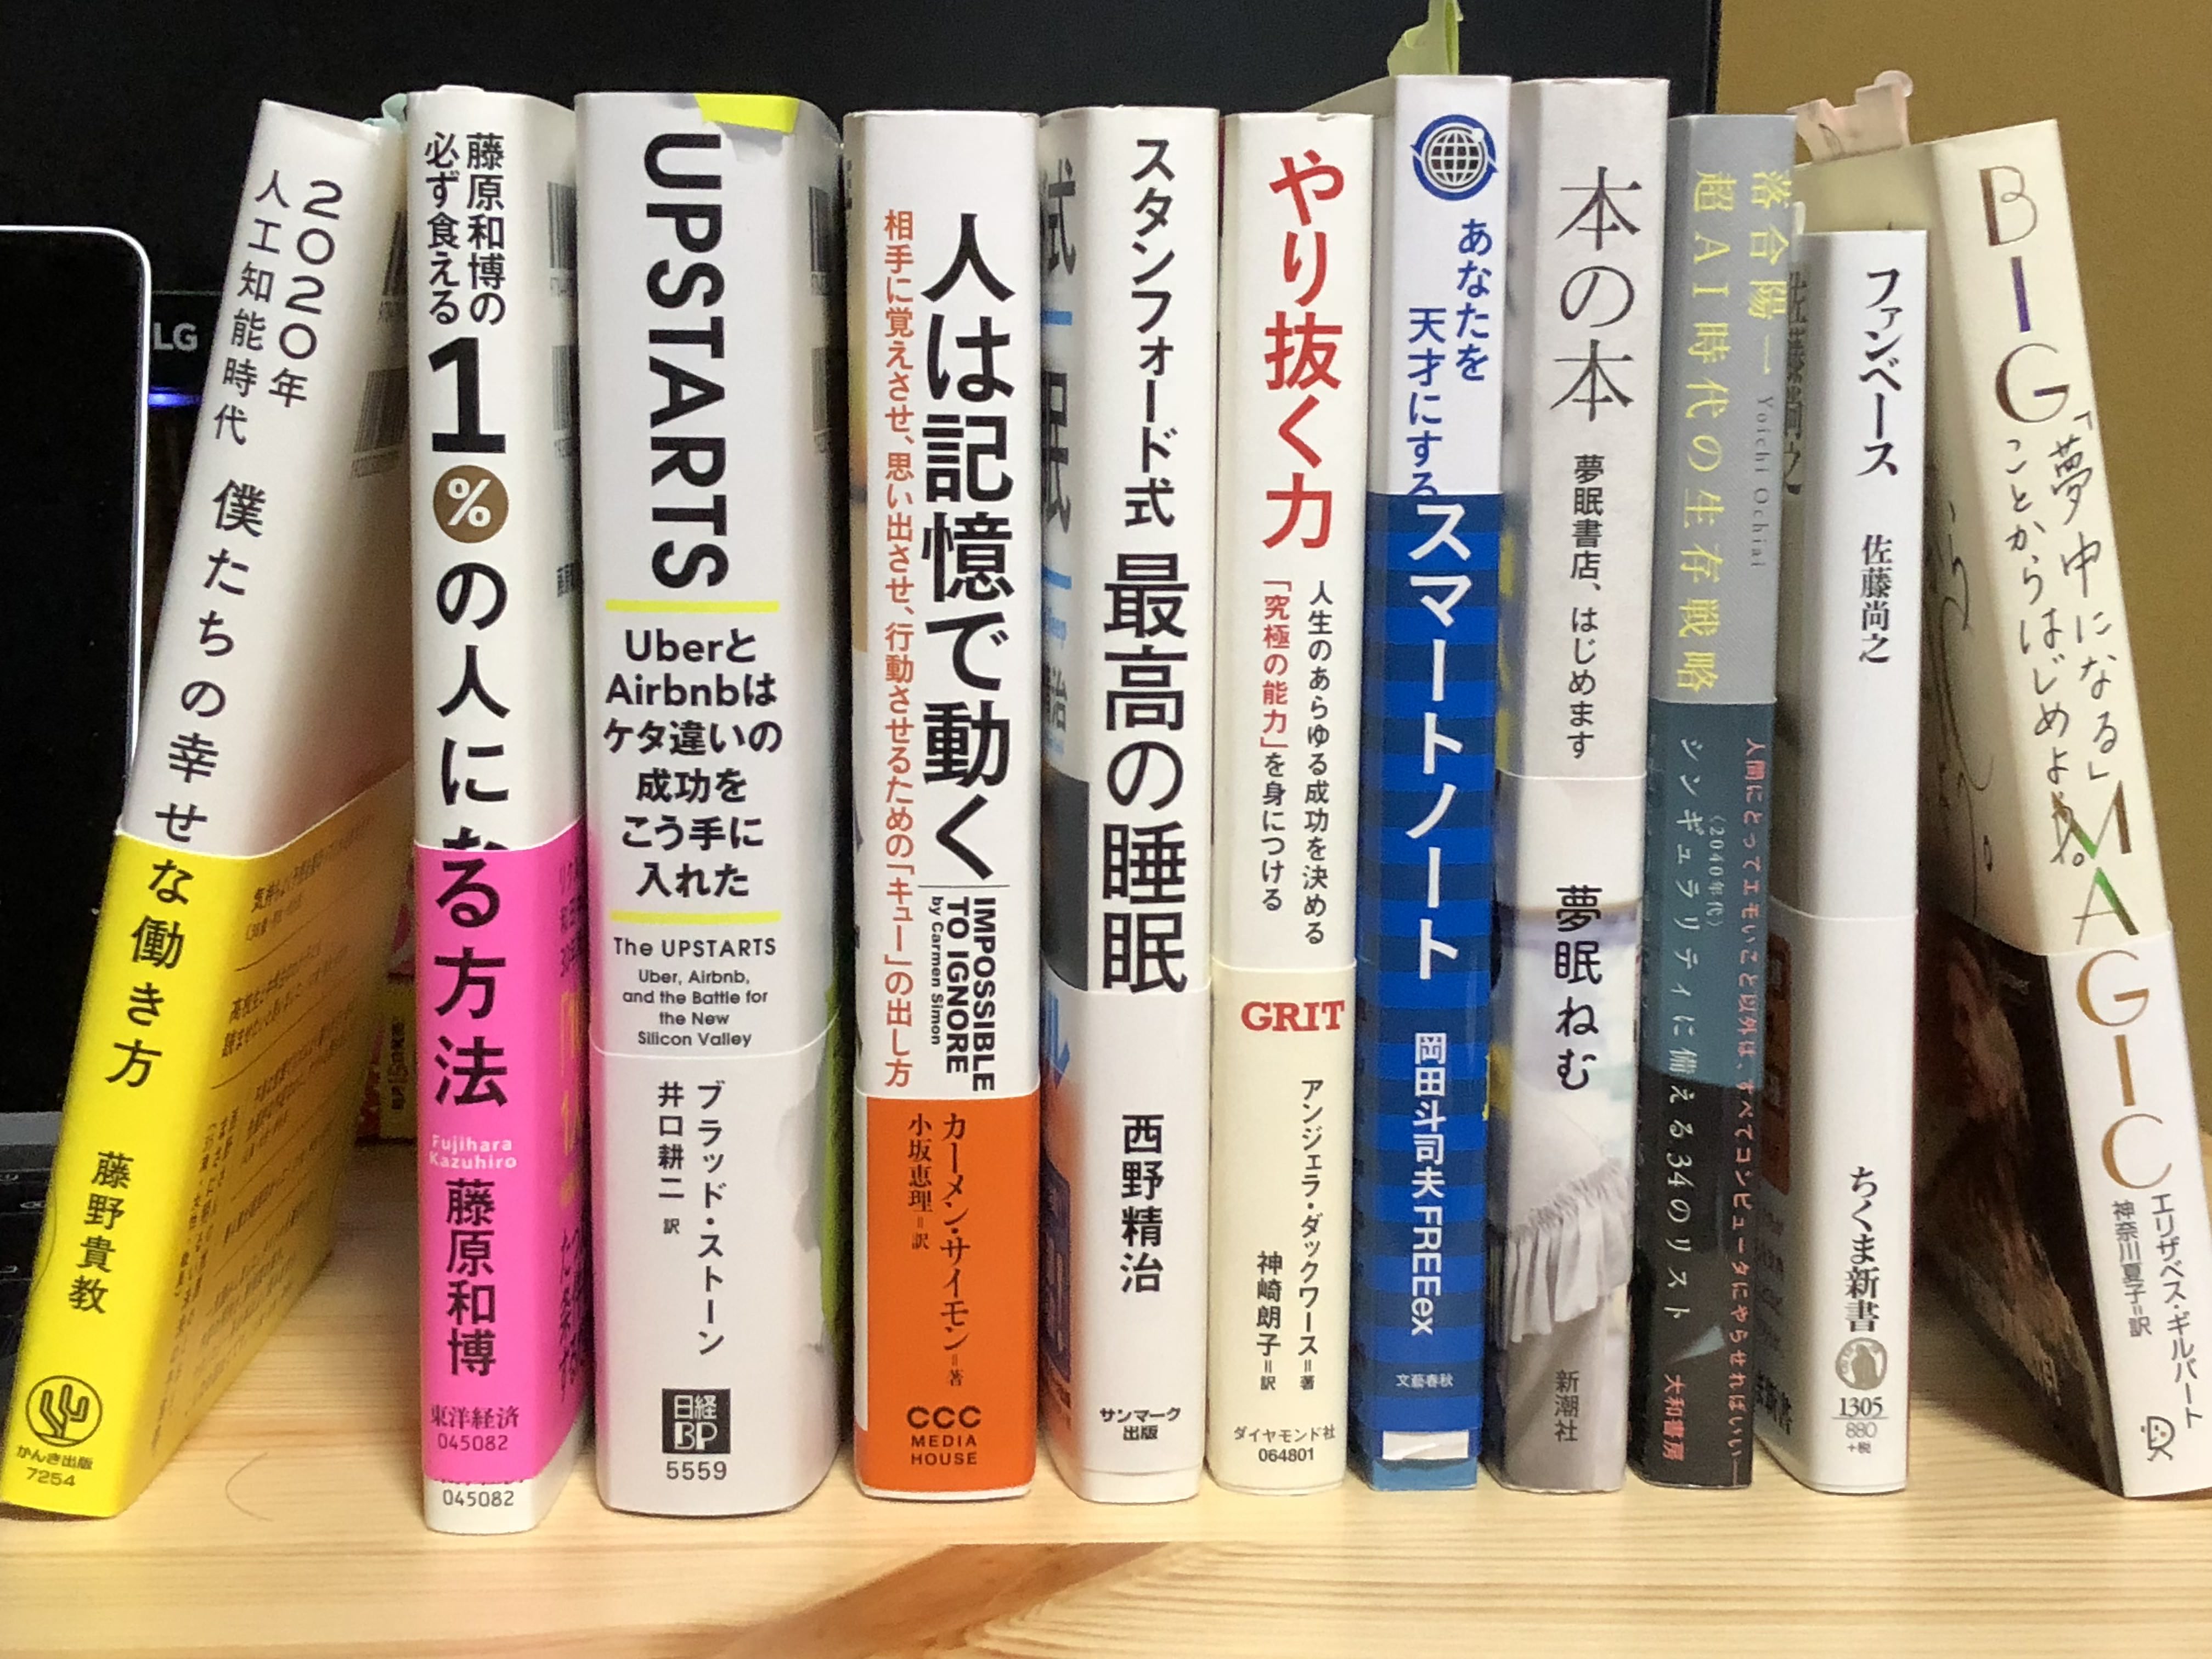 2020年
人工知能時代
僕たちの幸せな働き方
藤野貴教
かんき出版
7254
LG
藤原和博の
必ず食える
1%の人になる方法
Fujihara
Kazuhiro
藤原和博
東洋経済
045082
045082
UPSTARTS
Uberと
Airbnbは
ケタ違いの
成功を
こう手に
入れた
The UPSTARTS
Uber, Airbnb,
and the Battle for
the New
Silicon Valley
ブラッド・ストーン
井口耕二 訳
日経
BP
5559
人は記憶で動く
相手に覚えさせ、思い出させ、行動させるための「キュー」の出し方
IMPOSSIBLE
TO IGNORE
by Carmen Simon
カーメン・サイモン=著
小坂恵理=訳
CCC
MEDIA
HOUSE
スタンフォード式
最高の睡眠
西野精治
サンマーク
出版
やり抜く力
人生のあらゆる成功を決める
「究極の能力」を身につける
GRIT
アンジェラ・ダックワース=著
神崎朗子=訳
ダイヤモンド社
064801
あなたを
天才にする
スマートノート
岡田斗司夫 FREEex
文藝春秋
本の本
夢眠書店、はじめます
夢眠ねむ
新潮社
落合陽一 Yoichi Ochiai
超AI時代の生存戦略
人間にとってエモいこと以外は、すべてコンピュータにやらせればいい
〈2040年代〉
シンギュラリティに備える34のリスト
大和書房
ファンベース
佐藤尚之
ちくま新書
1305
880
+税
BIG MAGIC
「夢中になる」
ことからはじめよう。
エリザベス・ギルバート
神奈川夏子=訳